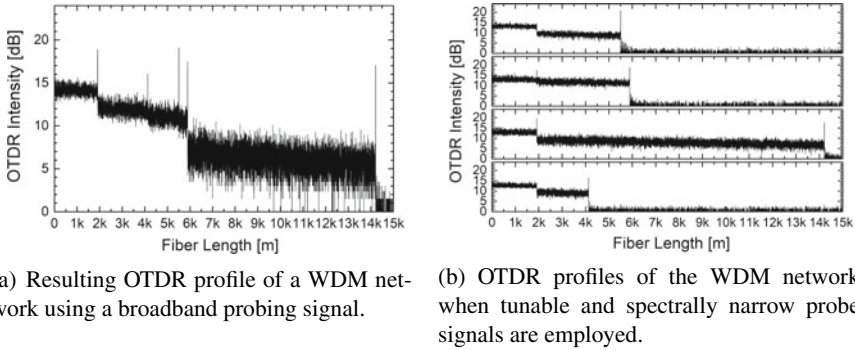 OTDR Intensity [dB]
20
15
10
5
0
0 1k 2k 3k 4k 5k 6k 7k 8k 9k 10k 11k 12k 13k 14k 15k
Fiber Length [m]
a) Resulting OTDR profile of a WDM net-
work using a broadband probing signal.
OTDR Intensity [dB]
20
15
10
5
0
20
15
10
5
0
20
15
10
5
0
20
15
10
5
0
0 1k 2k 3k 4k 5k 6k 7k 8k 9k 10k 11k 12k 13k 14k 15k
Fiber Length [m]
(b) OTDR profiles of the WDM network
when tunable and spectrally narrow probe
signals are employed.